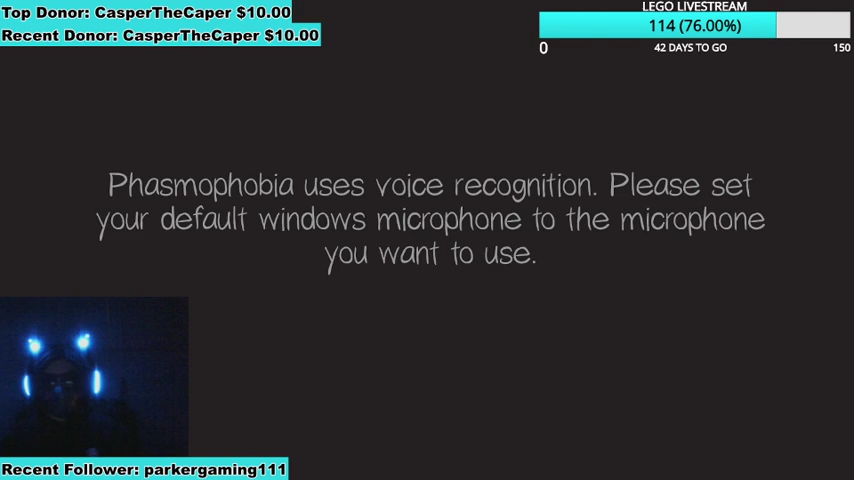 Top Donor: CasperTheCaper $10.00
Recent Donor: CasperTheCaper $10.00
LEGO LIVESTREAM
114 (76.00%)
0
42 DAYS TO GO
150
Phasmophobia uses voice recognition. Please set
your default windows microphone to the microphone
you want to use.
Recent Follower: parkergaming111